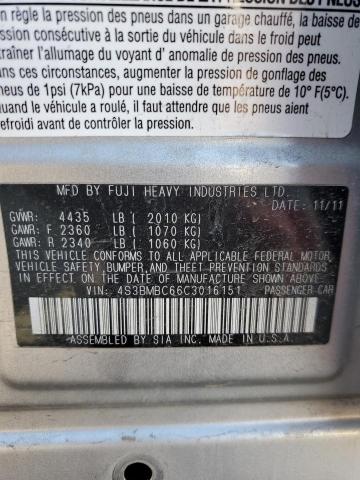 n règle la pression des pneus dans un garage chauffé, la baisse de
ession consécutive à la sortie du véhicule dans le froid peut
traîner l'allumage du voyant d' anomalie de pression des pneus.
ans ces circonstances, augmenter la pression de gonflage des
neus de 1psi (7kPa) pour une baisse de température de 10° F(5°C).
Quand le véhicule a roulé, il faut attendre que les pneus aient
refroidi avant de contrôler la pression.
MFD BY FUJI HEAVY INDUSTRIES LTD.
DATE: 11/11
GVWR: 4435 LB ( 2010 KG)
GAWR: F 2360 LB ( 1070 KG)
GAWR: R 2340 LB ( 1060 KG)
THIS VEHICLE CONFORMS TO ALL APPLICABLE FEDERAL MOTOR
VEHICLE SAFETY, BUMPER, AND THEFT PREVENTION STANDARDS
IN EFFECT ON THE DATE OF MANUFACTURE SHOWN ABOVE.
VIN: 4S3BMBC66C3016151
ASSEMBLED BY SIA INC. MADE IN U.S.A.